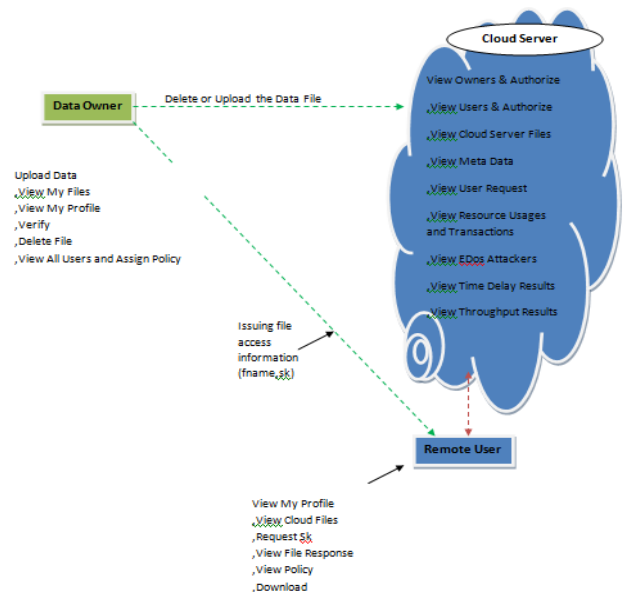 Cloud Server
View Owners & Authorize
,View Users & Authorize
,View Cloud Server Files
,View Meta Data
,View User Request
,View Resource Usages
and Transactions
,View EDos Attackers
,View Time Delay Results
,View Throughput Results
Data Owner
Delete or Upload the Data File
Upload Data
,View My Files
,View My Profile
,Verify
,Delete File
,View All Users and Assign Policy
Issuing file
access
information
(fname,sk)
Remote User
View My Profile
,View Cloud Files
,Request Sk
,View File Response
,View Policy
,Download